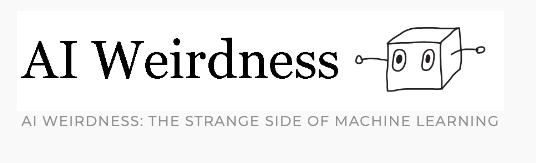 AI Weirdness
AI WEIRDNESS: THE STRANGE SIDE OF MACHINE LEARNING